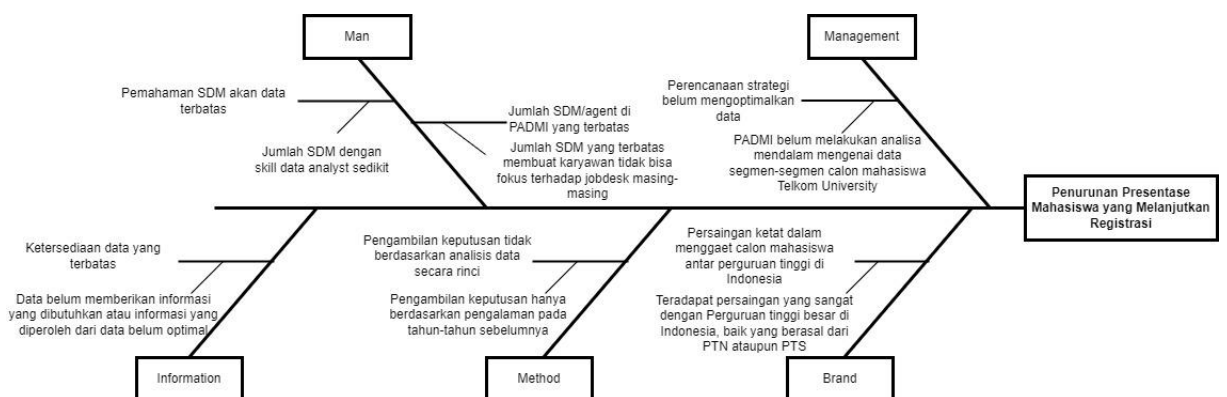 Man
Management
Pemahaman SDM akan data
terbatas
Jumlah SDM dengan
skill data analyst sedikit
Jumlah SDM/agent di
PADMI yang terbatas
Jumlah SDM yang terbatas
membuat karyawan tidak bisa
fokus terhadap jobdesk masing-
masing
Perencanaan strategi
belum mengoptimalkan
data
PADMI belum melakukan analisa
mendalam mengenai data
segmen-segmen calon mahasiswa
Telkom University
Penurunan Presentase
Mahasiswa yang Melanjutkan
Registrasi
Ketersediaan data yang
terbatas
Data belum memberikan informasi
yang dibutuhkan atau informasi yang
diperoleh dari data belum optimal
Pengambilan keputusan tidak
berdasarkan analisis data
secara rinci
Pengambilan keputusan hanya
berdasarkan pengalaman pada
tahun-tahun sebelumnya
Persaingan ketat dalam
menggaet calon mahasiswa
antar perguruan tinggi di
Indonesia
Teradapat persaingan yang sangat
dengan Perguruan tinggi besar di
Indonesia, baik yang berasal dari
PTN ataupun PTS
Information
Method
Brand